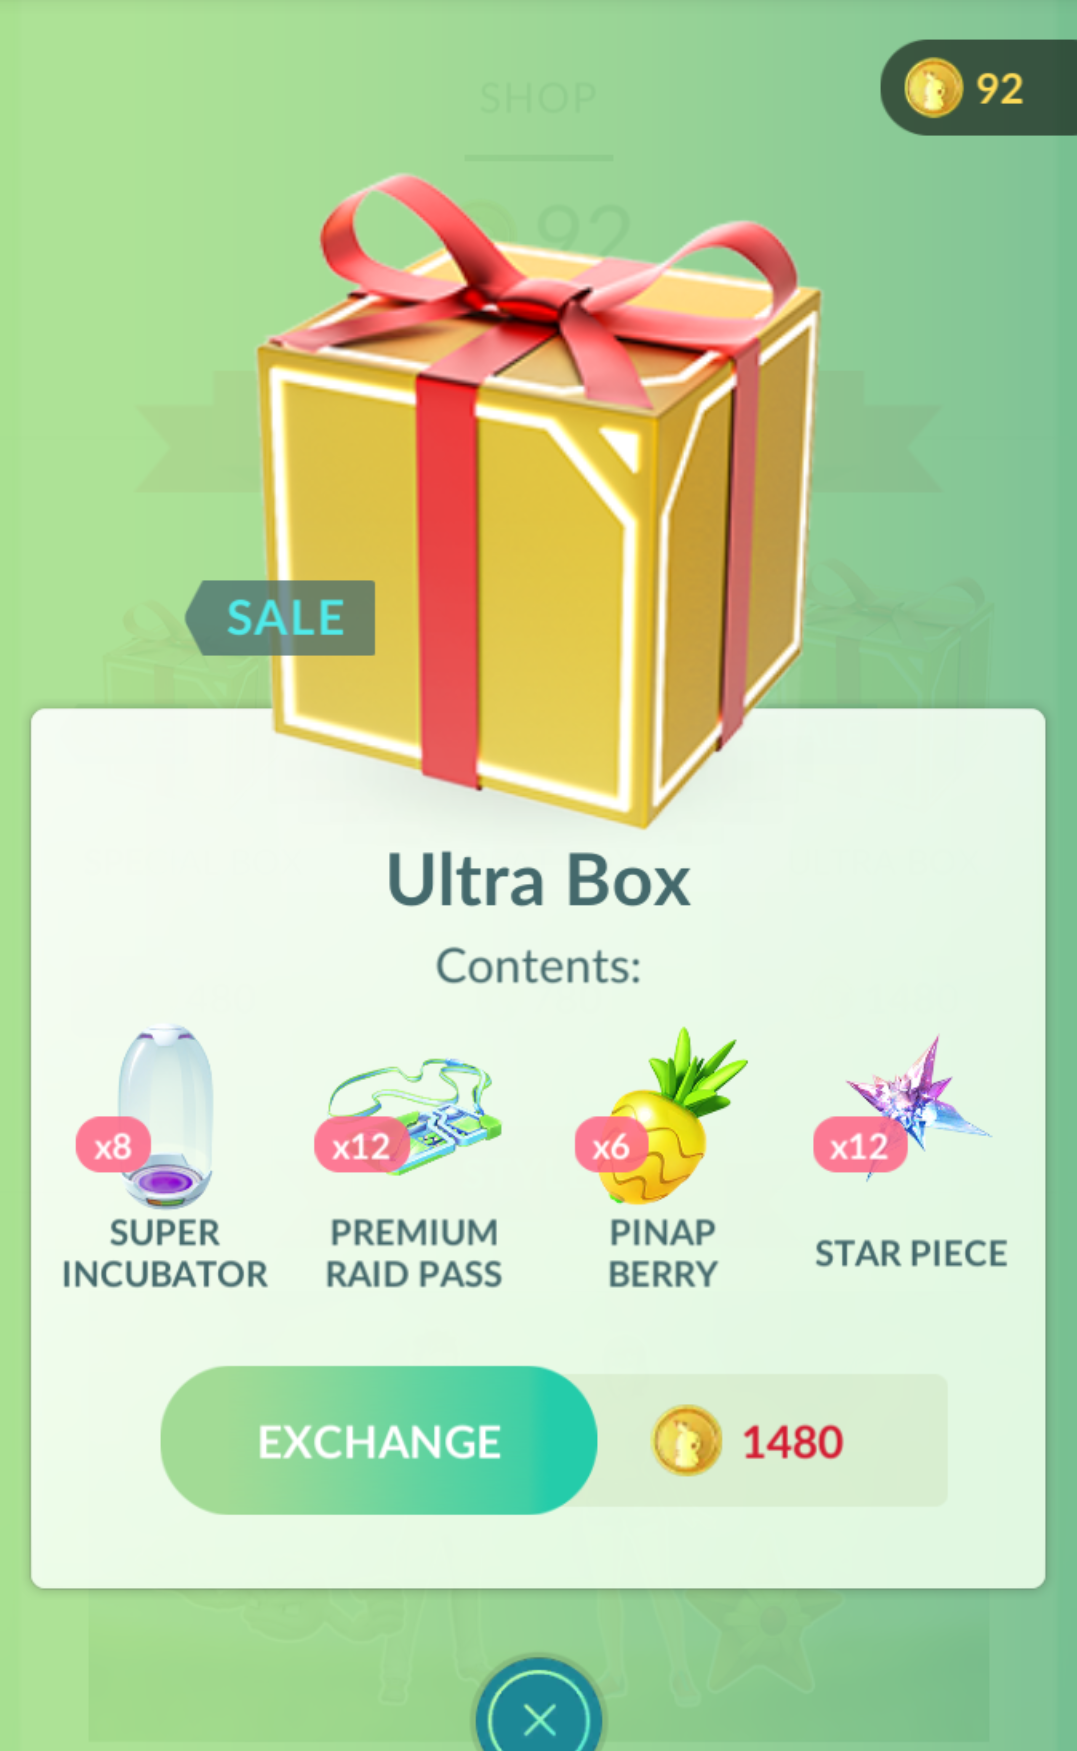 92
SHOP
92
SALE
Ultra Box
Contents:
x8
x12
x6
x12
SUPER
INCUBATOR
PREMIUM
RAID PASS
PINAP
BERRY
STAR PIECE
EXCHANGE
1480